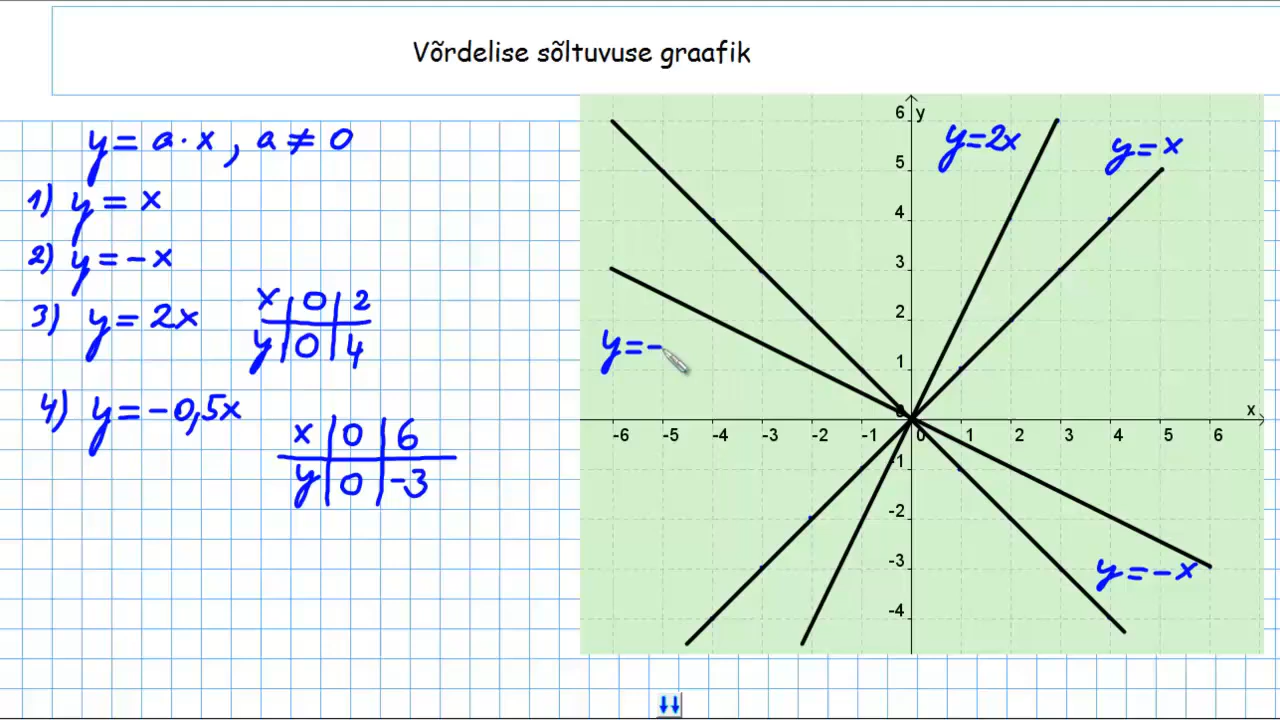 Võrdelise sõltuvuse graafik
y = a · x , a ≠ 0
1) y = x
2) y = -x
3) y = 2x
x | 0 | 2
y | 0 | 4
4) y = -0,5x
x | 0 | 6
y | 0 | -3
y
6
5
4
3
2
1
0
-1
-2
-3
-4
-6 -5 -4 -3 -2 -1 0 1 2 3 4 5 6
x
y=2x
y=x
y=-
y=-x